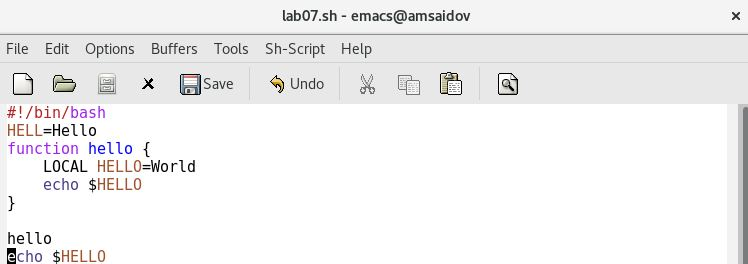 lab07.sh - emacs@amsaidov ×
File Edit Options Buffers Tools Sh-Script Help
Save Undo
#!/bin/bash
HELL=Hello
function hello {
    LOCAL HELLO=World
    echo $HELLO
}
hello
echo $HELLO